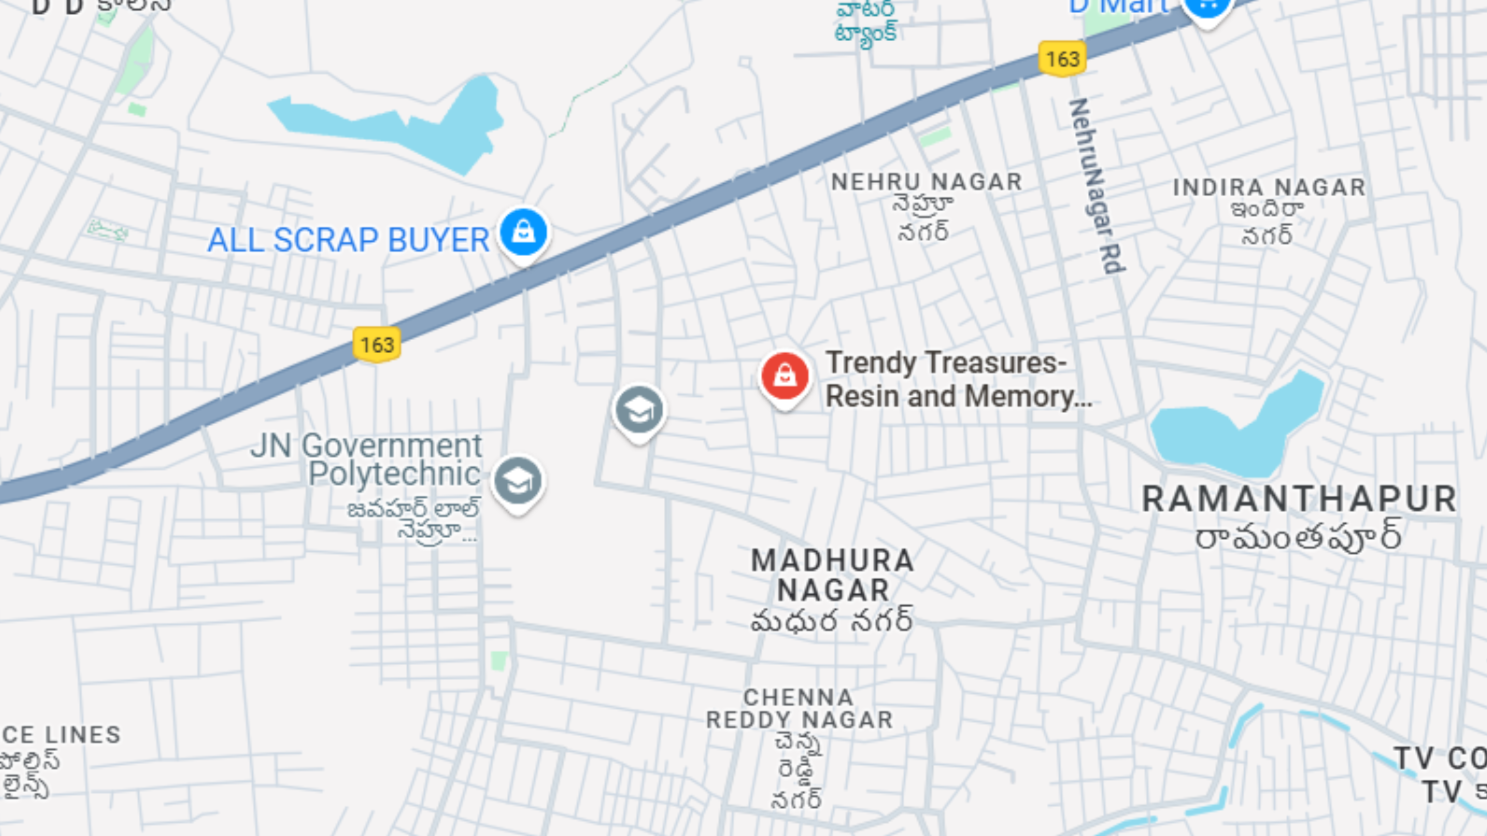 D D కాలనీ
వాటర్
ట్యాంక్
D Mart
163
NehruNagar Rd
NEHRU NAGAR
నెహ్రూ
నగర్
INDIRA NAGAR
ఇందిరా
నగర్
ALL SCRAP BUYER
163
Trendy Treasures-
Resin and Memory...
JN Government
Polytechnic
జవహర్ లాల్
నెహ్రూ...
RAMANTHAPUR
రామంతపూర్
MADHURA
NAGAR
మధుర నగర్
CHENNA
REDDY NAGAR
చెన్న
రెడ్డి
నగర్
CE LINES
పోలీస్
లైన్స్
TV CO
TV క